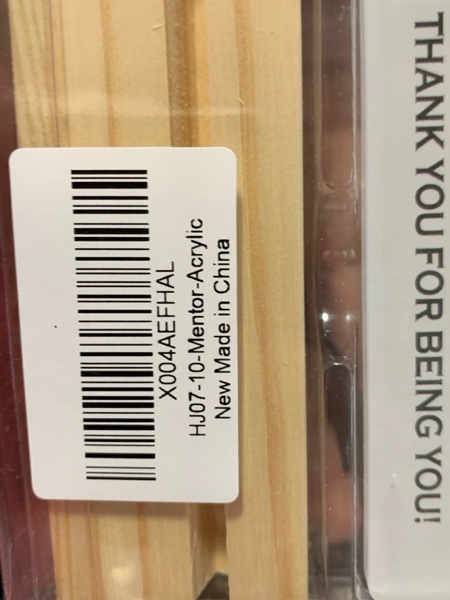 X004AEFHAL
HJ07-10-Mentor-Acrylic
New Made in China
THANK YOU FOR BEING YOU!